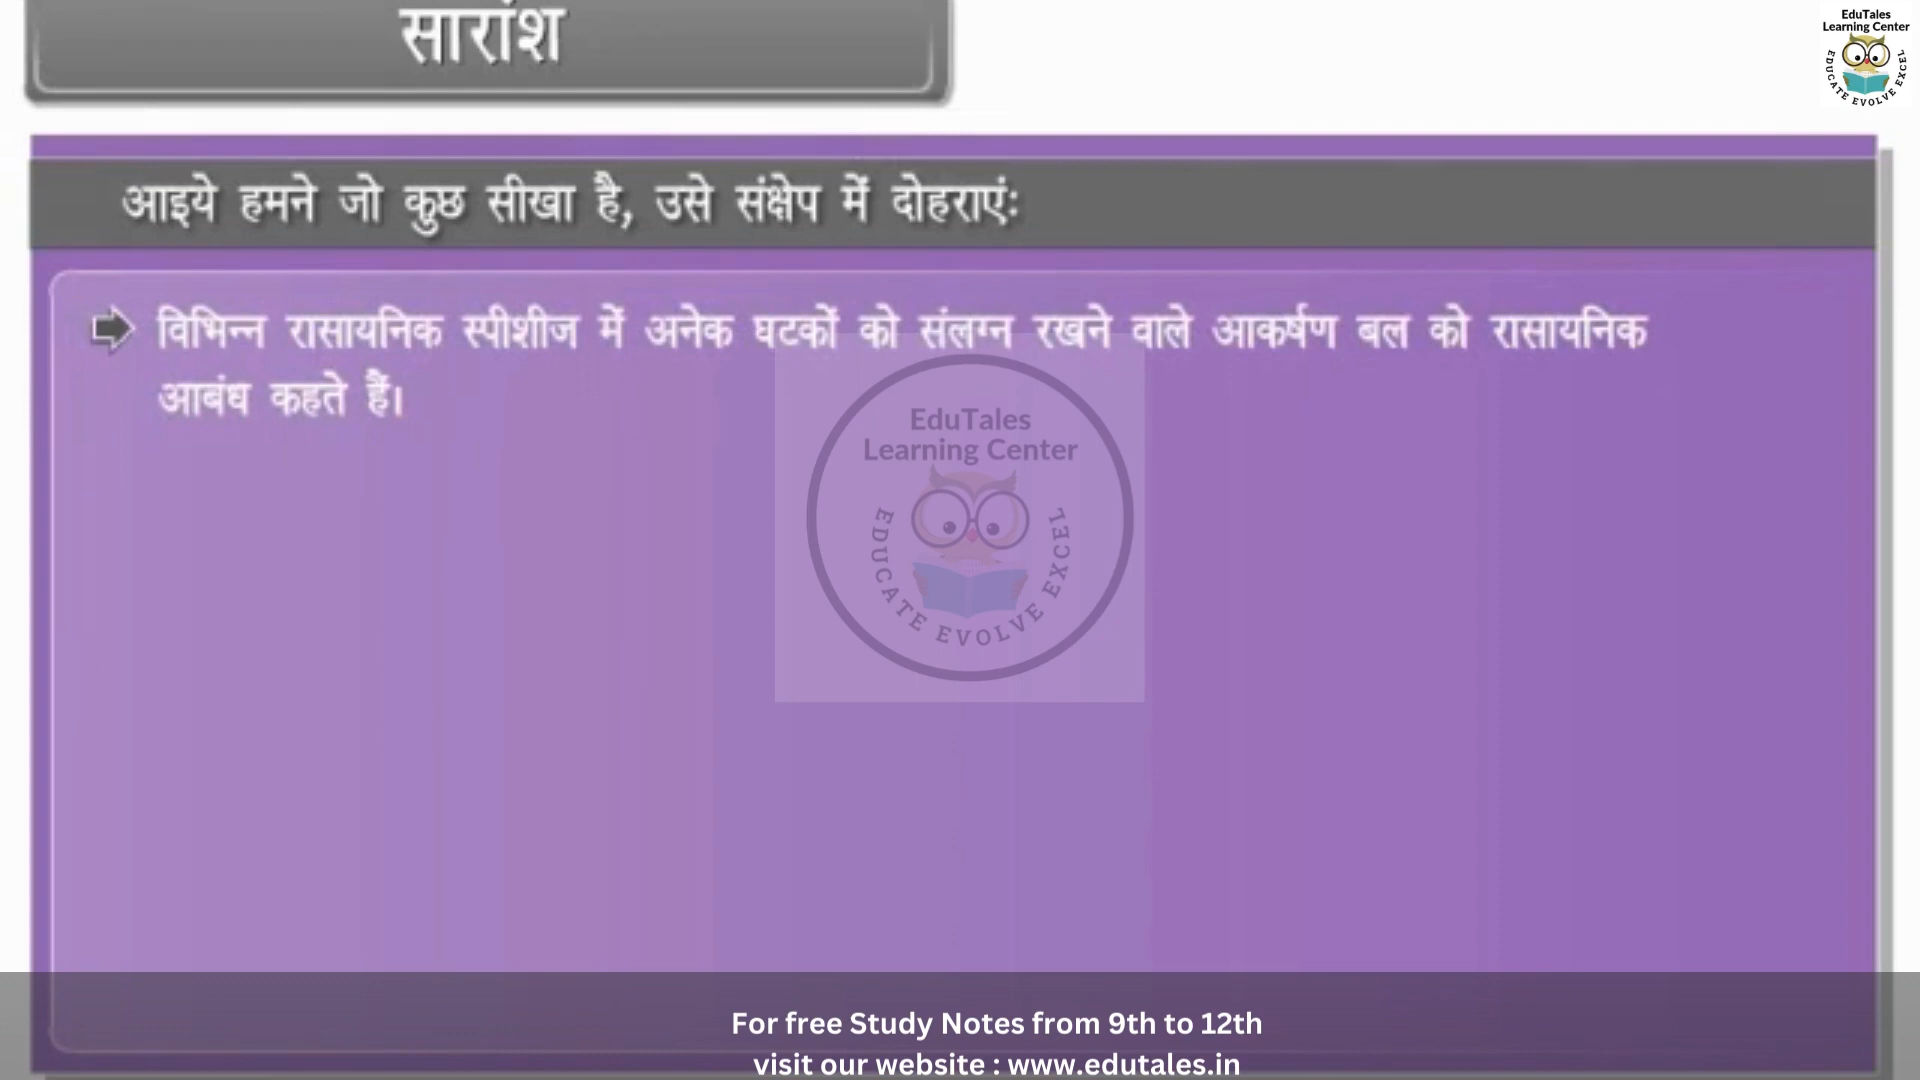 सारांश
EduTales
Learning Center
EDUCATE EVOLVE EXCEL
आइये हमने जो कुछ सीखा है, उसे संक्षेप में दोहराएं:
विभिन्न रासायनिक स्पीशीज में अनेक घटकों को संलग्न रखने वाले आकर्षण बल को रासायनिक
आबंध कहते हैं।
EduTales
Learning Center
EDUCATE EVOLVE EXCEL
For free Study Notes from 9th to 12th
visit our website : www.edutales.in